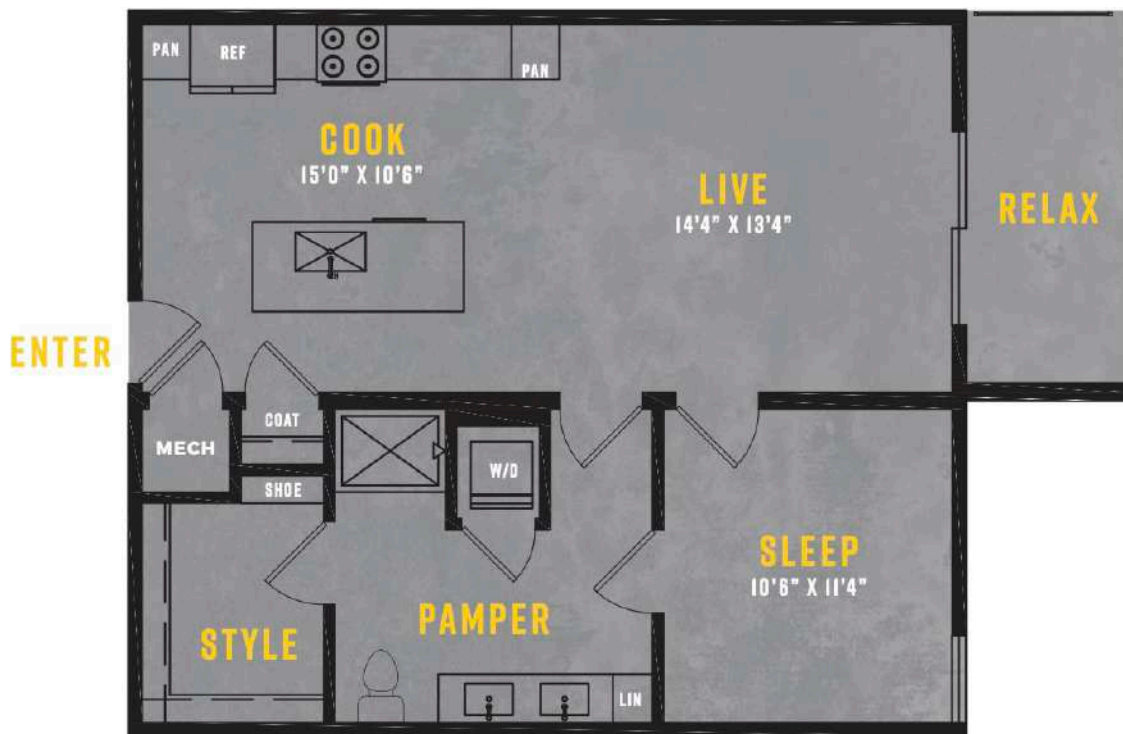 PAN
REF
PAN
COOK
15'0" X 10'6"
LIVE
14'4" X 13'4"
RELAX
ENTER
COAT
MECH
W/D
SHOE
SLEEP
10'6" X 11'4"
PAMPER
STYLE
LIN